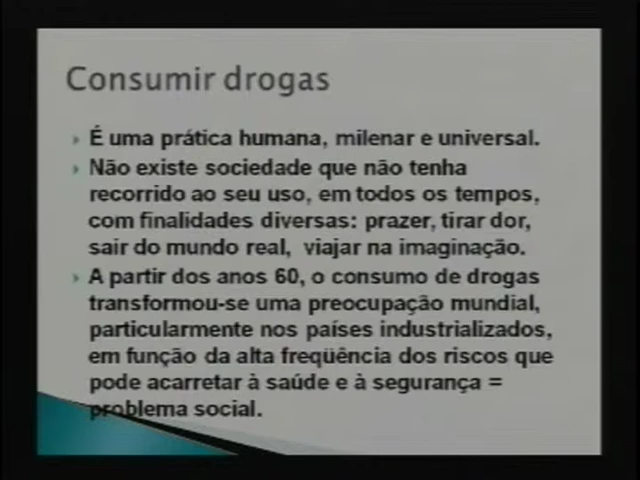 Consumir drogas
É uma prática humana, milenar e universal.
Não existe sociedade que não tenha
recorrido ao seu uso, em todos os tempos,
com finalidades diversas: prazer, tirar dor,
sair do mundo real, viajar na imaginação.
A partir dos anos 60, o consumo de drogas
transformou-se uma preocupação mundial,
particularmente nos países industrializados,
em função da alta freqüência dos riscos que
pode acarretar à saúde e à segurança =
problema social.